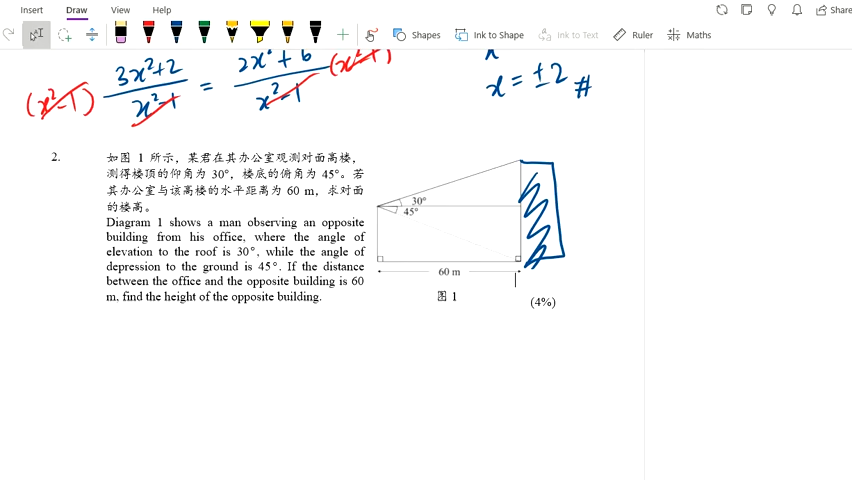 Insert Draw View Help
Share
Shapes Ink to Shape Ink to Text Ruler Maths
(x²-1) 3x²+2 / x²-1 = 2x²+6 / x²-1 (x²-1)
x = ±2 #
2.
如图 1 所示，某君在其办公室观测对面高楼，
测得楼顶的仰角为 30°，楼底的俯角为 45°。若
其办公室与该高楼的水平距离为 60 m，求对面
的楼高。
Diagram 1 shows a man observing an opposite
building from his office, where the angle of
elevation to the roof is 30°, while the angle of
depression to the ground is 45°. If the distance
between the office and the opposite building is 60
m, find the height of the opposite building.
30°
45°
60 m
图 1
(4%)